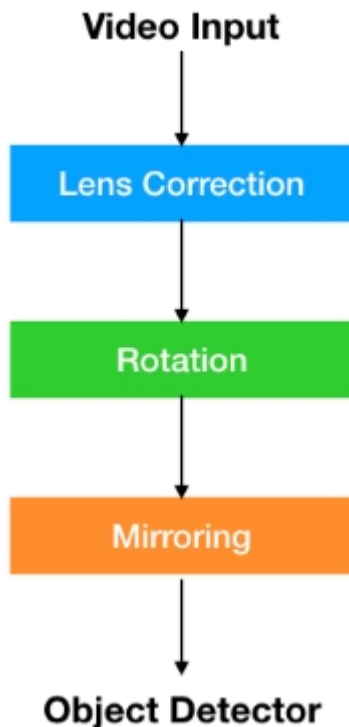 Video Input
Lens Correction
Rotation
Mirroring
Object Detector